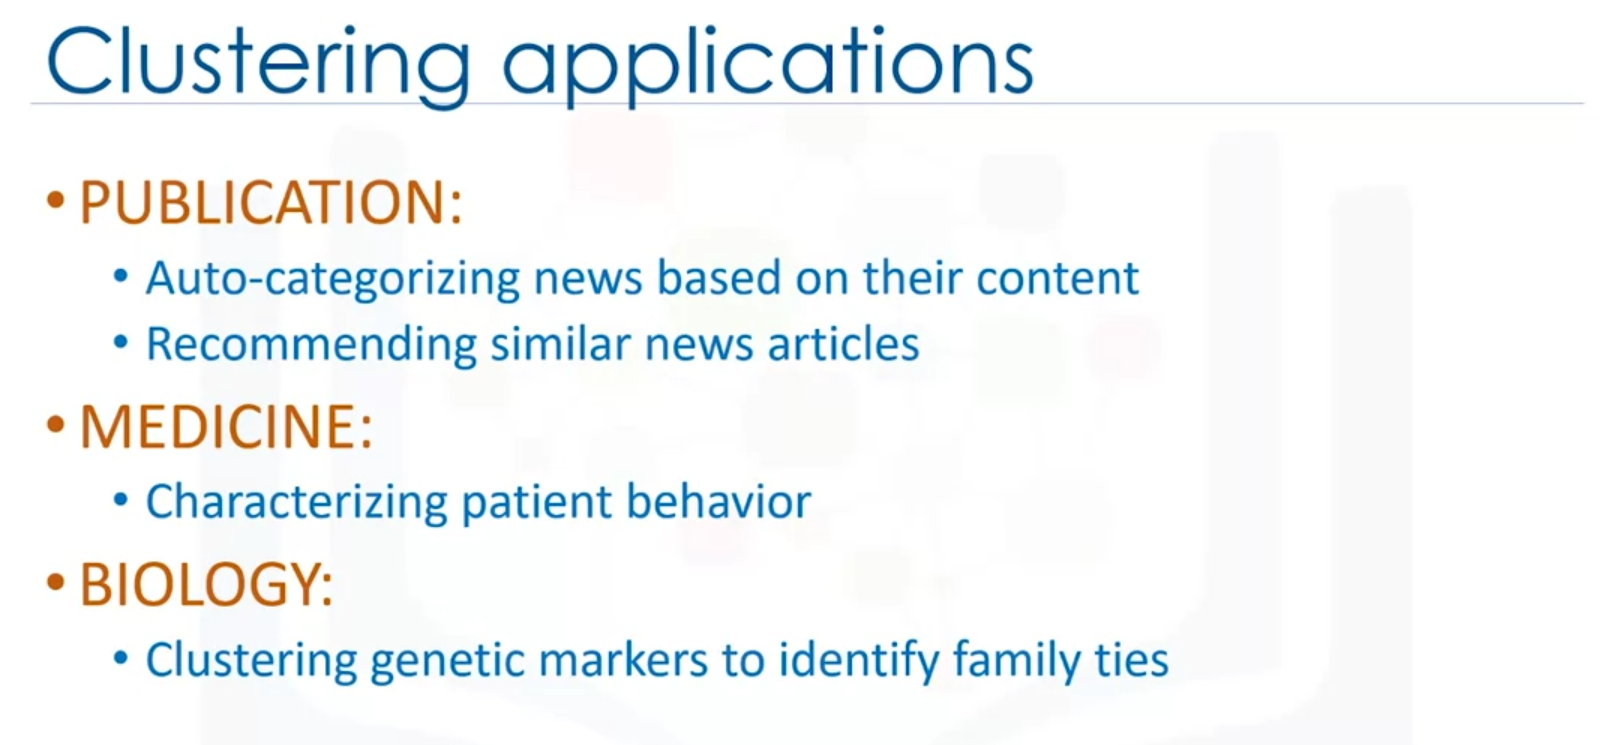 Clustering applications
• PUBLICATION:
• Auto-categorizing news based on their content
• Recommending similar news articles
• MEDICINE:
• Characterizing patient behavior
• BIOLOGY:
• Clustering genetic markers to identify family ties